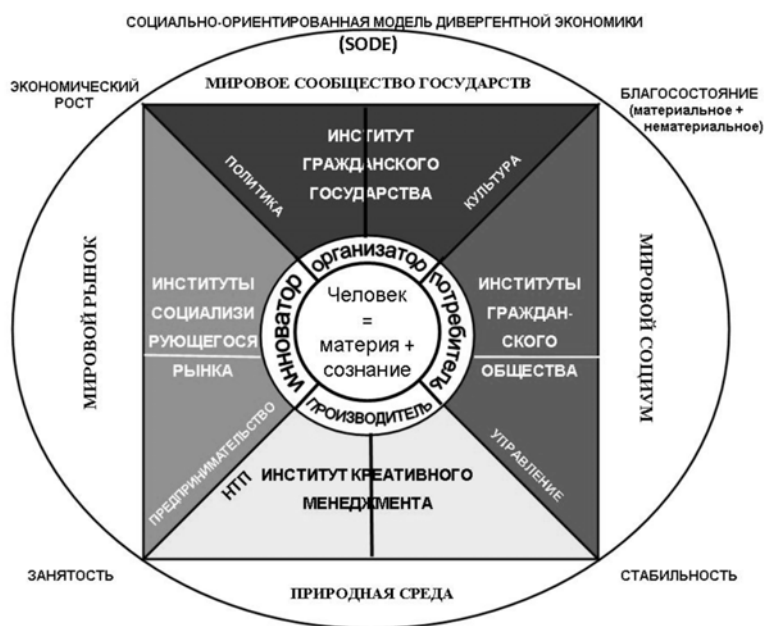 СОЦИАЛЬНО-ОРИЕНТИРОВАННАЯ МОДЕЛЬ ДИВЕРГЕНТНОЙ ЭКОНОМИКИ
(SODE)
ЭКОНОМИЧЕСКИЙ
РОСТ
МИРОВОЕ СООБЩЕСТВО ГОСУДАРСТВ
БЛАГОСОСТОЯНИЕ
(материальное +
нематериальное)
ИНСТИТУТ
ГРАЖДАНСКОГО
ГОСУДАРСТВА
ПОЛИТИКА
КУЛЬТУРА
МИРОВОЙ РЫНОК
ИНСТИТУТЫ
СОЦИАЛИЗИ
РУЮЩЕГОСЯ
РЫНКА
инноватор
организатор
потребитель
ПРОИЗВОДИТЕЛЬ
Человек
=
материя +
сознание
ИНСТИТУТЫ
ГРАЖДАН-
СКОГО
ОБЩЕСТВА
МИРОВОЙ СОЦИУМ
ПРЕДПРИНИМАТЕЛЬСТВО
НТП
ИНСТИТУТ КРЕАТИВНОГО
МЕНЕДЖМЕНТА
УПРАВЛЕНИЕ
ЗАНЯТОСТЬ
ПРИРОДНАЯ СРЕДА
СТАБИЛЬНОСТЬ